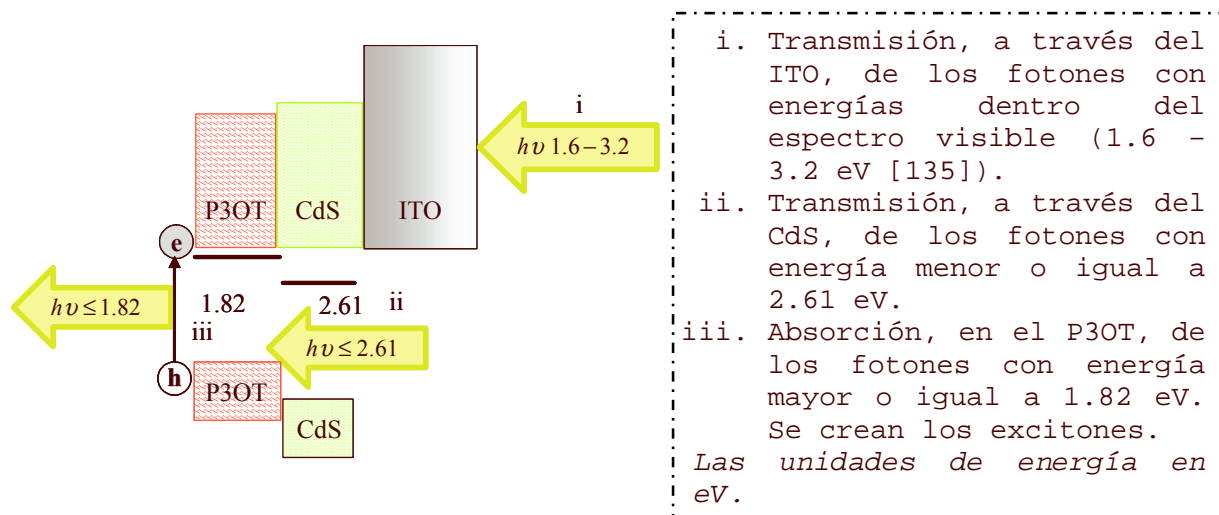 i
hυ 1.6−3.2
P3OT
CdS
ITO
e
hυ≤1.82
1.82
2.61
ii
iii
hυ≤2.61
h
P3OT
CdS
i. Transmisión, a través del
ITO, de los fotones con
energías dentro del
espectro visible (1.6 –
3.2 eV [135]).
ii. Transmisión, a través del
CdS, de los fotones con
energía menor o igual a
2.61 eV.
iii. Absorción, en el P3OT, de
los fotones con energía
mayor o igual a 1.82 eV.
Se crean los excitones.
Las unidades de energía en
eV.